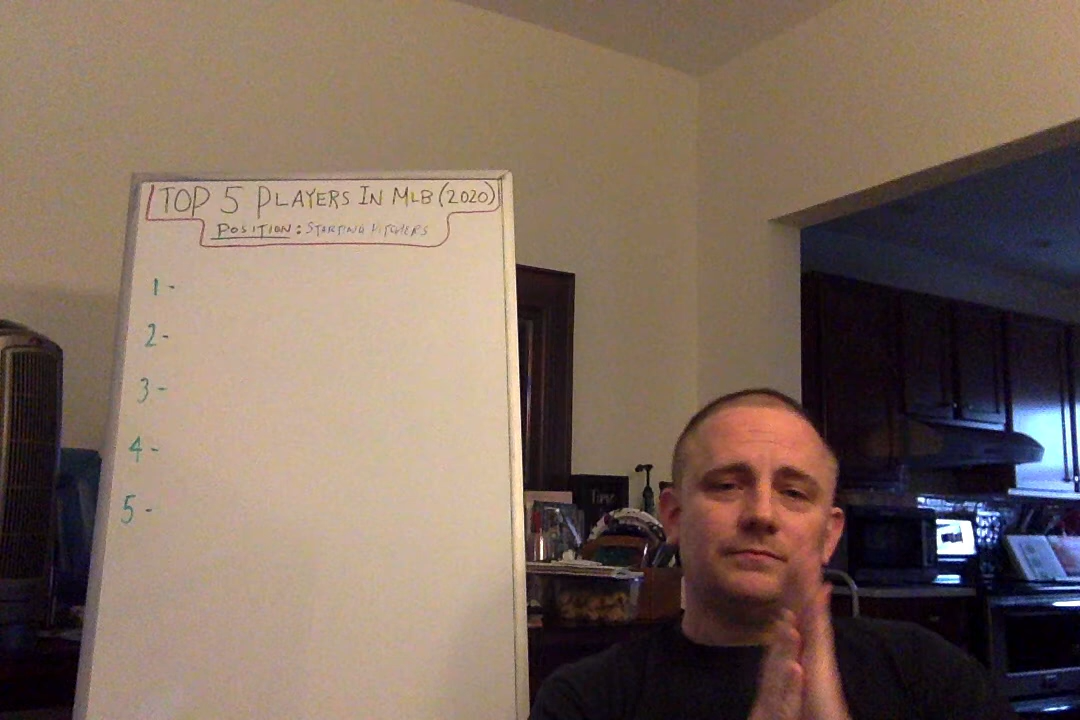 TOP 5 PLAYERS IN MLB (2020)
POSITION: STARTING PITCHERS
1-
2-
3-
4-
5-